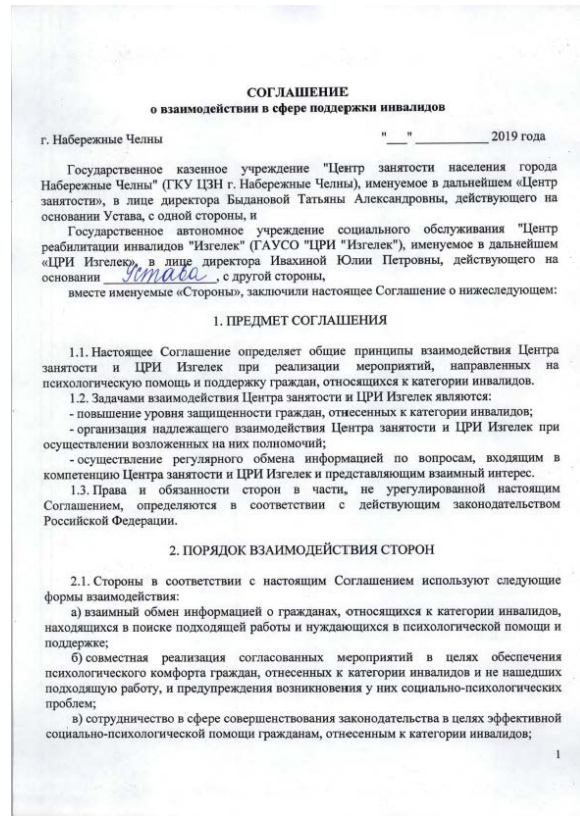 СОГЛАШЕНИЕ
о взаимодействии в сфере поддержки инвалидов
г. Набережные Челны "___" ___________ 2019 года
Государственное казенное учреждение "Центр занятости населения города
Набережные Челны" (ГКУ ЦЗН г. Набережные Челны), именуемое в дальнейшем «Центр
занятости», в лице директора Быдановой Татьяны Александровны, действующего на
основании Устава, с одной стороны, и
Государственное автономное учреждение социального обслуживания "Центр
реабилитации инвалидов "Изгелек" (ГАУСО "ЦРИ "Изгелек"), именуемое в дальнейшем
«ЦРИ Изгелек», в лице директора Ивахиной Юлии Петровны, действующего на
основании Устава, с другой стороны,
вместе именуемые «Стороны», заключили настоящее Соглашение о нижеследующем:
1. ПРЕДМЕТ СОГЛАШЕНИЯ
1.1. Настоящее Соглашение определяет общие принципы взаимодействия Центра
занятости и ЦРИ Изгелек при реализации мероприятий, направленных на
психологическую помощь и поддержку граждан, относящихся к категории инвалидов.
1.2. Задачами взаимодействия Центра занятости и ЦРИ Изгелек являются:
- повышение уровня защищенности граждан, отнесенных к категории инвалидов;
- организация надлежащего взаимодействия Центра занятости и ЦРИ Изгелек при
осуществлении возложенных на них полномочий;
- осуществление регулярного обмена информацией по вопросам, входящим в
компетенцию Центра занятости и ЦРИ Изгелек и представляющим взаимный интерес.
1.3. Права и обязанности сторон в части, не урегулированной настоящим
Соглашением, определяются в соответствии с действующим законодательством
Российской Федерации.
2. ПОРЯДОК ВЗАИМОДЕЙСТВИЯ СТОРОН
2.1. Стороны в соответствии с настоящим Соглашением используют следующие
формы взаимодействия:
а) взаимный обмен информацией о гражданах, относящихся к категории инвалидов,
находящихся в поиске подходящей работы и нуждающихся в психологической помощи и
поддержке;
б) совместная реализация согласованных мероприятий в целях обеспечения
психологического комфорта граждан, отнесенных к категории инвалидов и не нашедших
подходящую работу, и предупреждения возникновения у них социально-психологических
проблем;
в) сотрудничество в сфере совершенствования законодательства в целях эффективной
социально-психологической помощи гражданам, отнесенным к категории инвалидов;
1